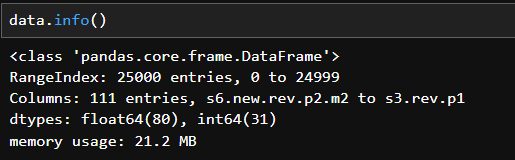 data.info()
<class 'pandas.core.frame.DataFrame'>
RangeIndex: 25000 entries, 0 to 24999
Columns: 111 entries, s6.new.rev.p2.m2 to s3.rev.p1
dtypes: float64(80), int64(31)
memory usage: 21.2 MB